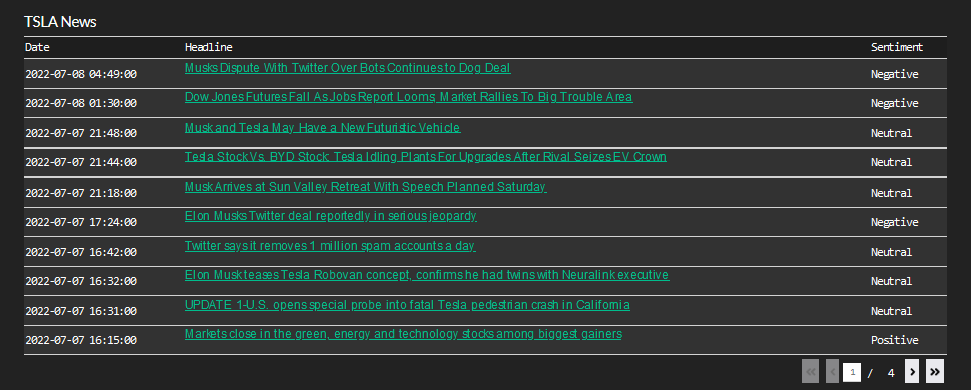 TSLA News
Date Headline Sentiment
2022-07-08 04:49:00 Musks Dispute With Twitter Over Bots Continues to Dog Deal Negative
2022-07-08 01:30:00 Dow Jones Futures Fall As Jobs Report Looms; Market Rallies To Big Trouble Area Negative
2022-07-07 21:48:00 Musk and Tesla May Have a New Futuristic Vehicle Neutral
2022-07-07 21:44:00 Tesla Stock Vs. BYD Stock: Tesla Idling Plants For Upgrades After Rival Seizes EV Crown Neutral
2022-07-07 21:18:00 Musk Arrives at Sun Valley Retreat With Speech Planned Saturday Neutral
2022-07-07 17:24:00 Elon Musks Twitter deal reportedly in serious jeopardy Negative
2022-07-07 16:42:00 Twitter says it removes 1 million spam accounts a day Neutral
2022-07-07 16:32:00 Elon Musk teases Tesla Robovan concept, confirms he had twins with Neuralink executive Neutral
2022-07-07 16:31:00 UPDATE 1-U.S. opens special probe into fatal Tesla pedestrian crash in California Neutral
2022-07-07 16:15:00 Markets close in the green, energy and technology stocks among biggest gainers Positive
« ‹ 1 / 4 › »